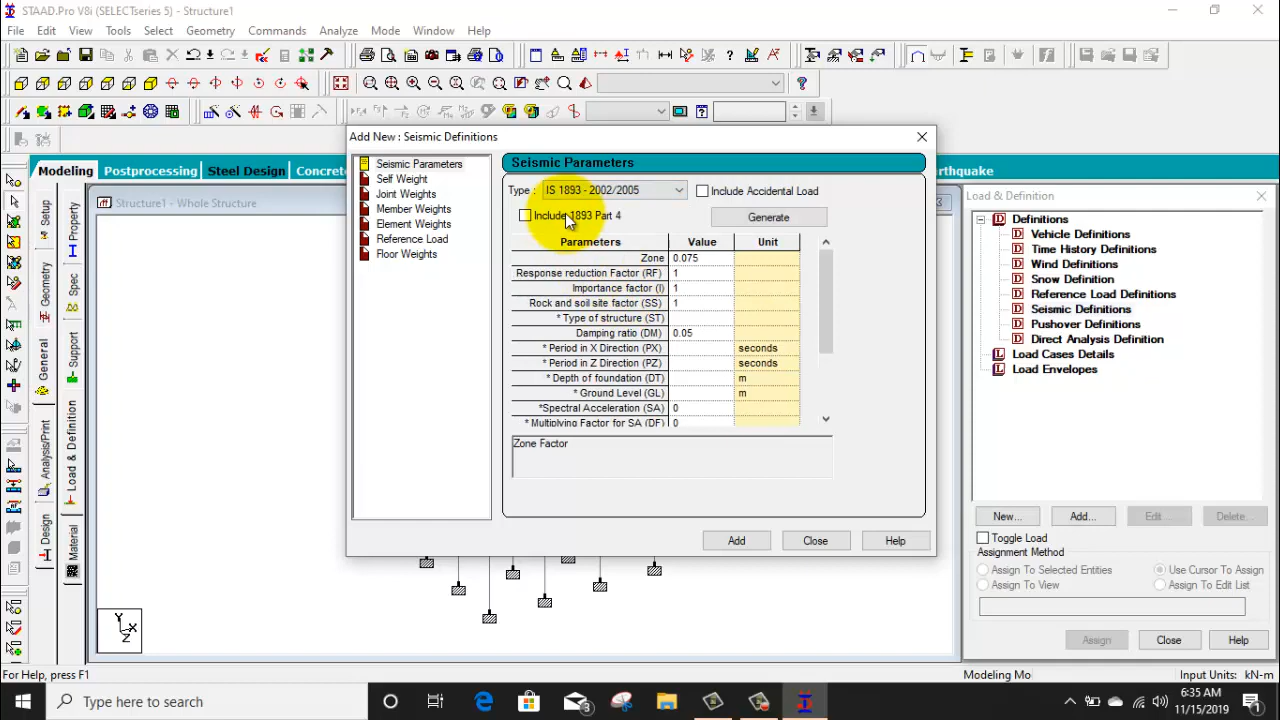 STAAD.Pro V8i (SELECTseries 5) - Structure1
File Edit View Tools Select Geometry Commands Analyze Mode Window Help
Modeling Postprocessing Steel Design Concret
rthquake
Structure1 - Whole Structure
Setup
Geometry
General
Analysis/Print
Design
Property
Spec
Support
Load & Definition
Material
Add New : Seismic Definitions
Seismic Parameters
Self Weight
Joint Weights
Member Weights
Element Weights
Reference Load
Floor Weights
Seismic Parameters
Type : IS 1893 - 2002/2005 Include Accidental Load
Include 1893 Part 4 Generate
Parameters Value Unit
Zone 0.075
Response reduction Factor (RF) 1
Importance factor (I) 1
Rock and soil site factor (SS) 1
* Type of structure (ST)
Damping ratio (DM) 0.05
* Period in X Direction (PX) seconds
* Period in Z Direction (PZ) seconds
* Depth of foundation (DT) m
* Ground Level (GL) m
*Spectral Acceleration (SA) 0
* Multiplying Factor for SA (DF) 0
Zone Factor
Add Close Help
Load & Definition
Definitions
Vehicle Definitions
Time History Definitions
Wind Definitions
Snow Definition
Reference Load Definitions
Seismic Definitions
Pushover Definitions
Direct Analysis Definition
Load Cases Details
Load Envelopes
New... Add... Edit... Delete...
Toggle Load
Assignment Method
Assign To Selected Entities Use Cursor To Assign
Assign To View Assign To Edit List
Assign Close Help
Y
X
Z
For Help, press F1 Modeling Mo Input Units: kN-m
Type here to search
3
6:35 AM
11/15/2019
1